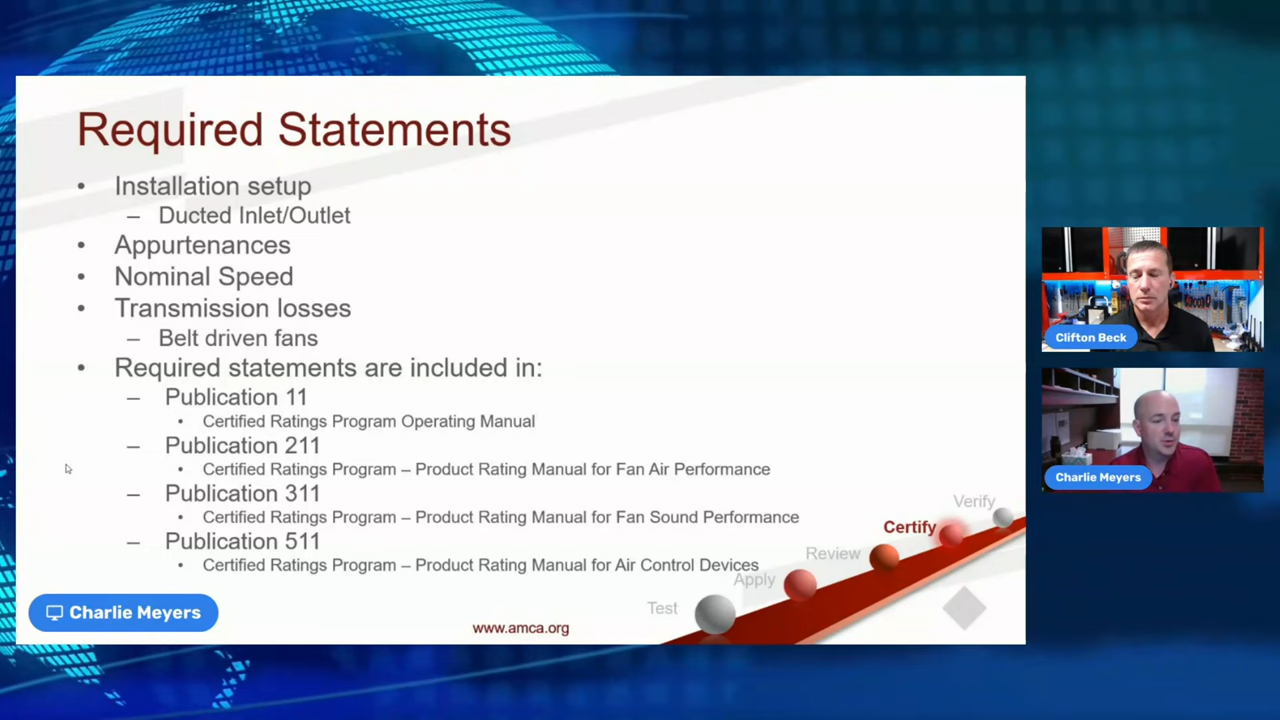 Required Statements
• Installation setup
– Ducted Inlet/Outlet
• Appurtenances
• Nominal Speed
• Transmission losses
– Belt driven fans
• Required statements are included in:
– Publication 11
• Certified Ratings Program Operating Manual
– Publication 211
• Certified Ratings Program – Product Rating Manual for Fan Air Performance
– Publication 311
• Certified Ratings Program – Product Rating Manual for Fan Sound Performance
– Publication 511
• Certified Ratings Program – Product Rating Manual for Air Control Devices
Test
Apply
Review
Certify
Verify
www.amca.org
Charlie Meyers
Clifton Beck
Charlie Meyers